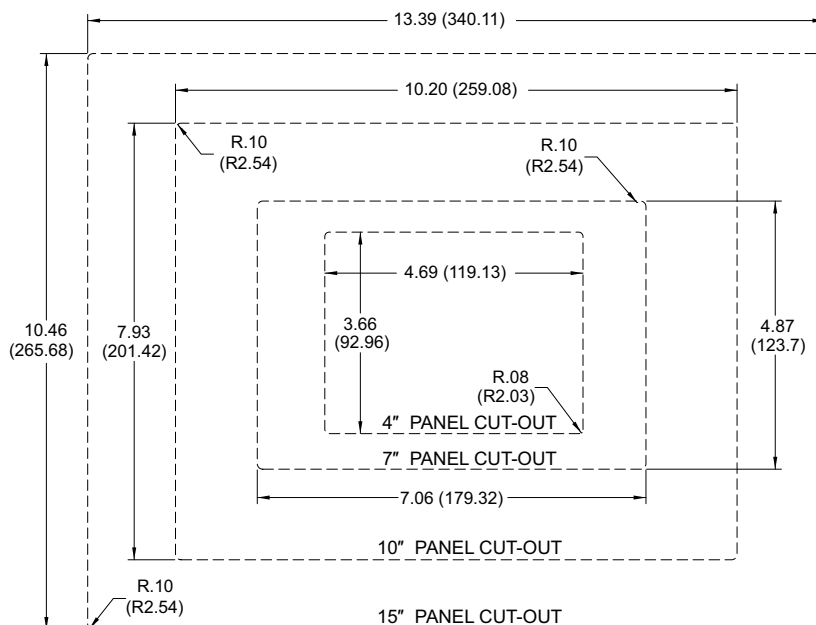 13.39 (340.11)
10.20 (259.08)
R.10
(R2.54)
R.10
(R2.54)
4.69 (119.13)
10.46
(265.68)
7.93
(201.42)
3.66
(92.96)
4.87
(123.7)
R.08
(R2.03)
4" PANEL CUT-OUT
7" PANEL CUT-OUT
7.06 (179.32)
10" PANEL CUT-OUT
R.10
(R2.54)
15" PANEL CUT-OUT